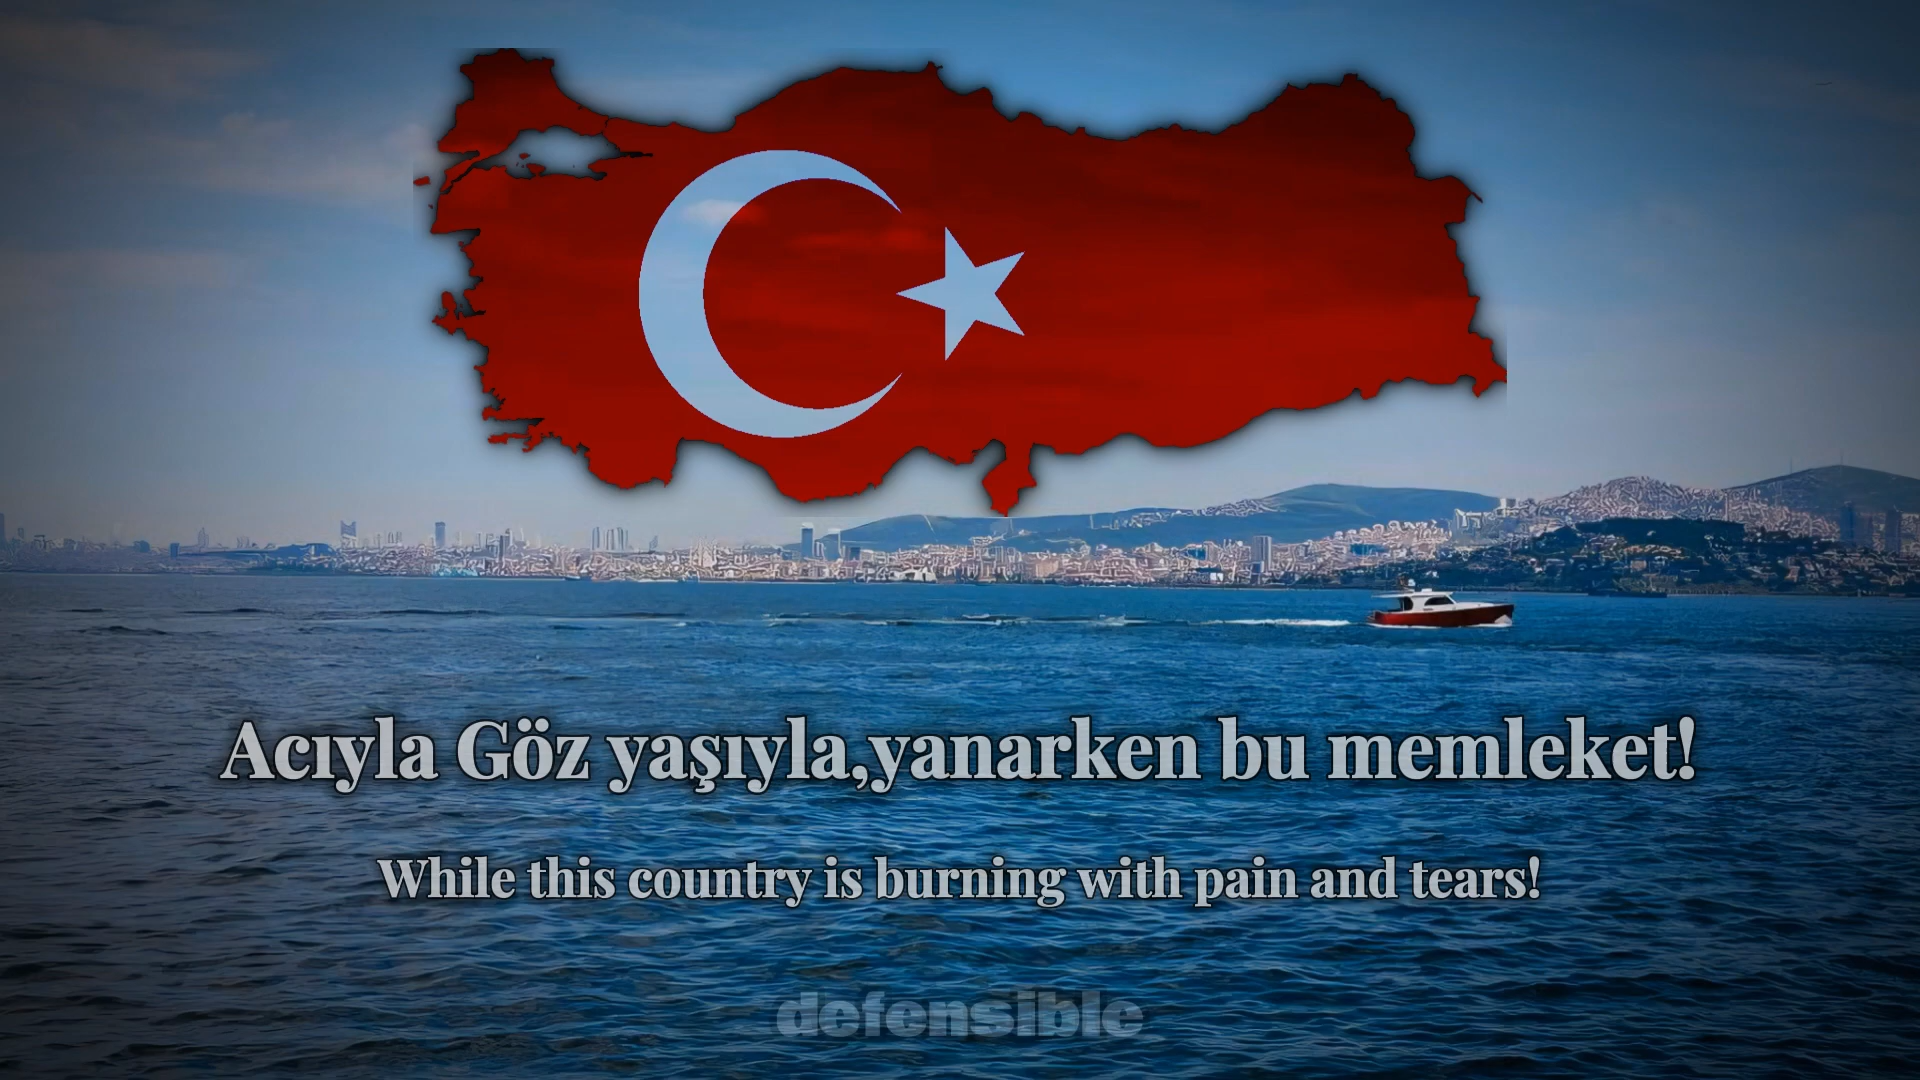 Acıyla Göz yaşıyla,yanarken bu memleket!
While this country is burning with pain and tears!
defensible